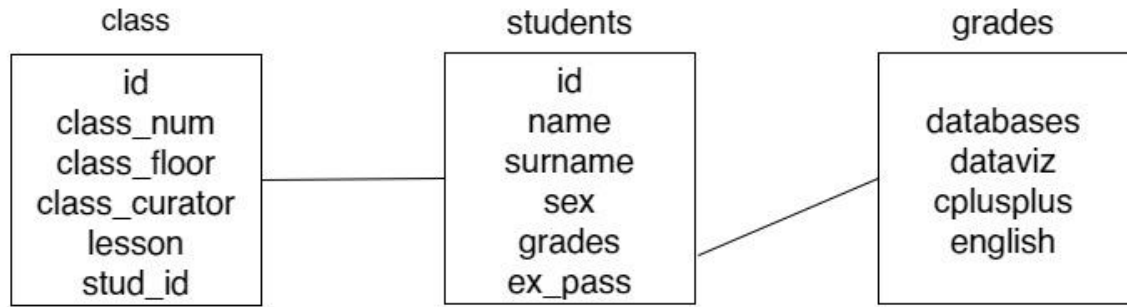 class
id
class_num
class_floor
class_curator
lesson
stud_id
students
id
name
surname
sex
grades
ex_pass
grades
databases
dataviz
cplusplus
english